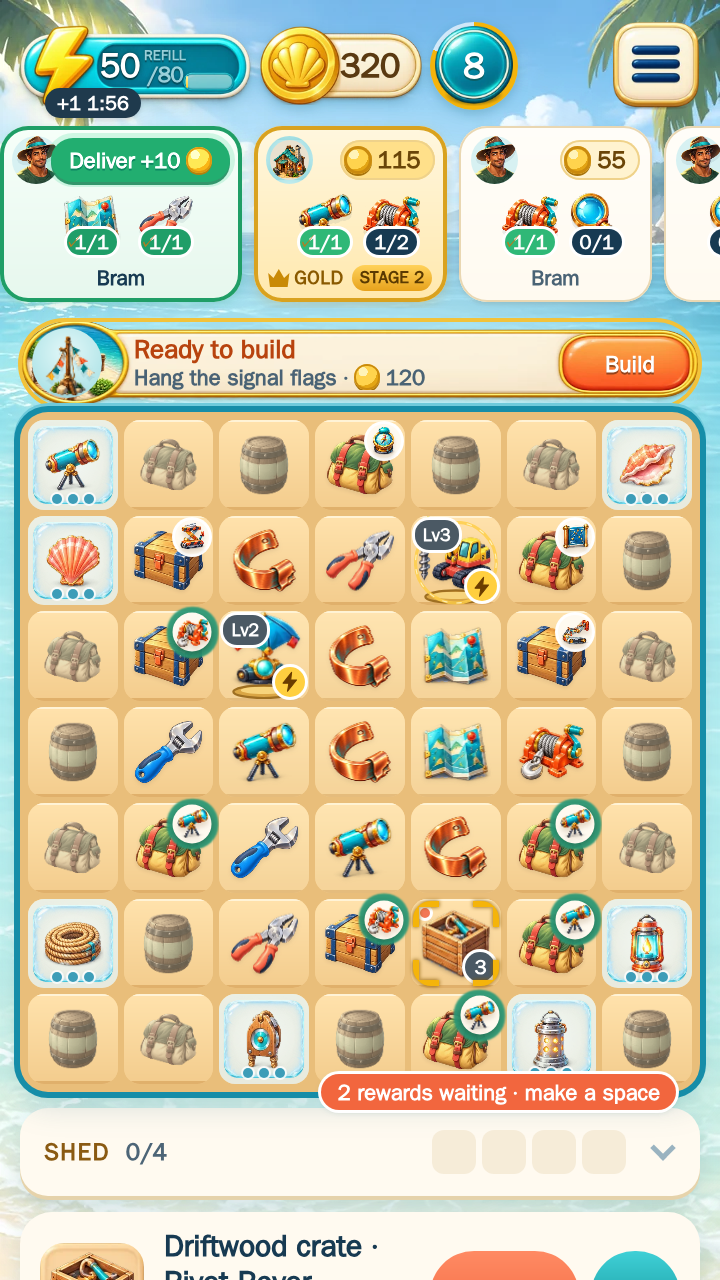 50
REFILL
/80
+1 1:56
320
8
Deliver +10
1/1
1/1
Bram
115
1/1
1/2
GOLD
STAGE 2
55
1/1
0/1
Bram
Ready to build
Hang the signal flags · 120
Build
Lv3
Lv2
3
2 rewards waiting · make a space
SHED 0/4
Driftwood crate ·